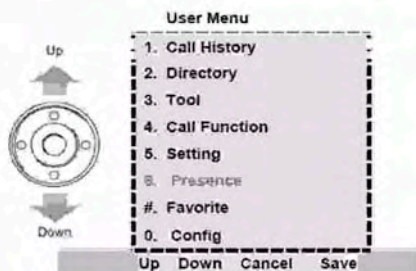 User Menu
Up
1. Call History
2. Directory
3. Tool
4. Call Function
5. Setting
6. Presence
#. Favorite
0. Config
Down
Up Down Cancel Save